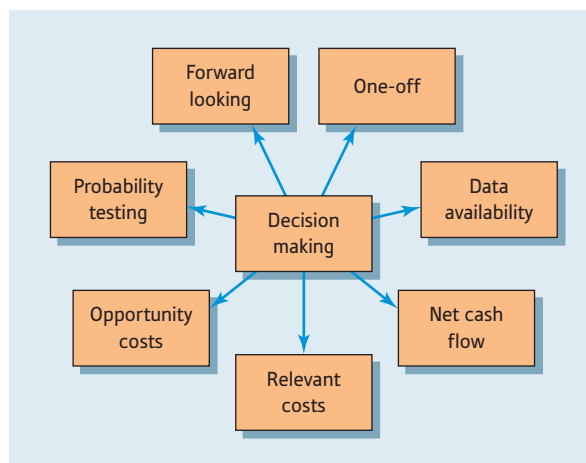 Forward
looking
One-off
Probability
testing
Decision
making
Data
availability
Opportunity
costs
Net cash
flow
Relevant
costs